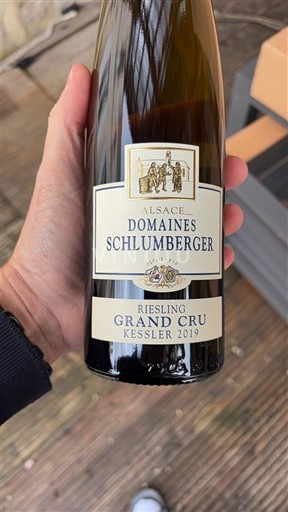 ALSACE
DOMAINES
SCHLUMBERGER
RIESLING
GRAND CRU
KESSLER 2019